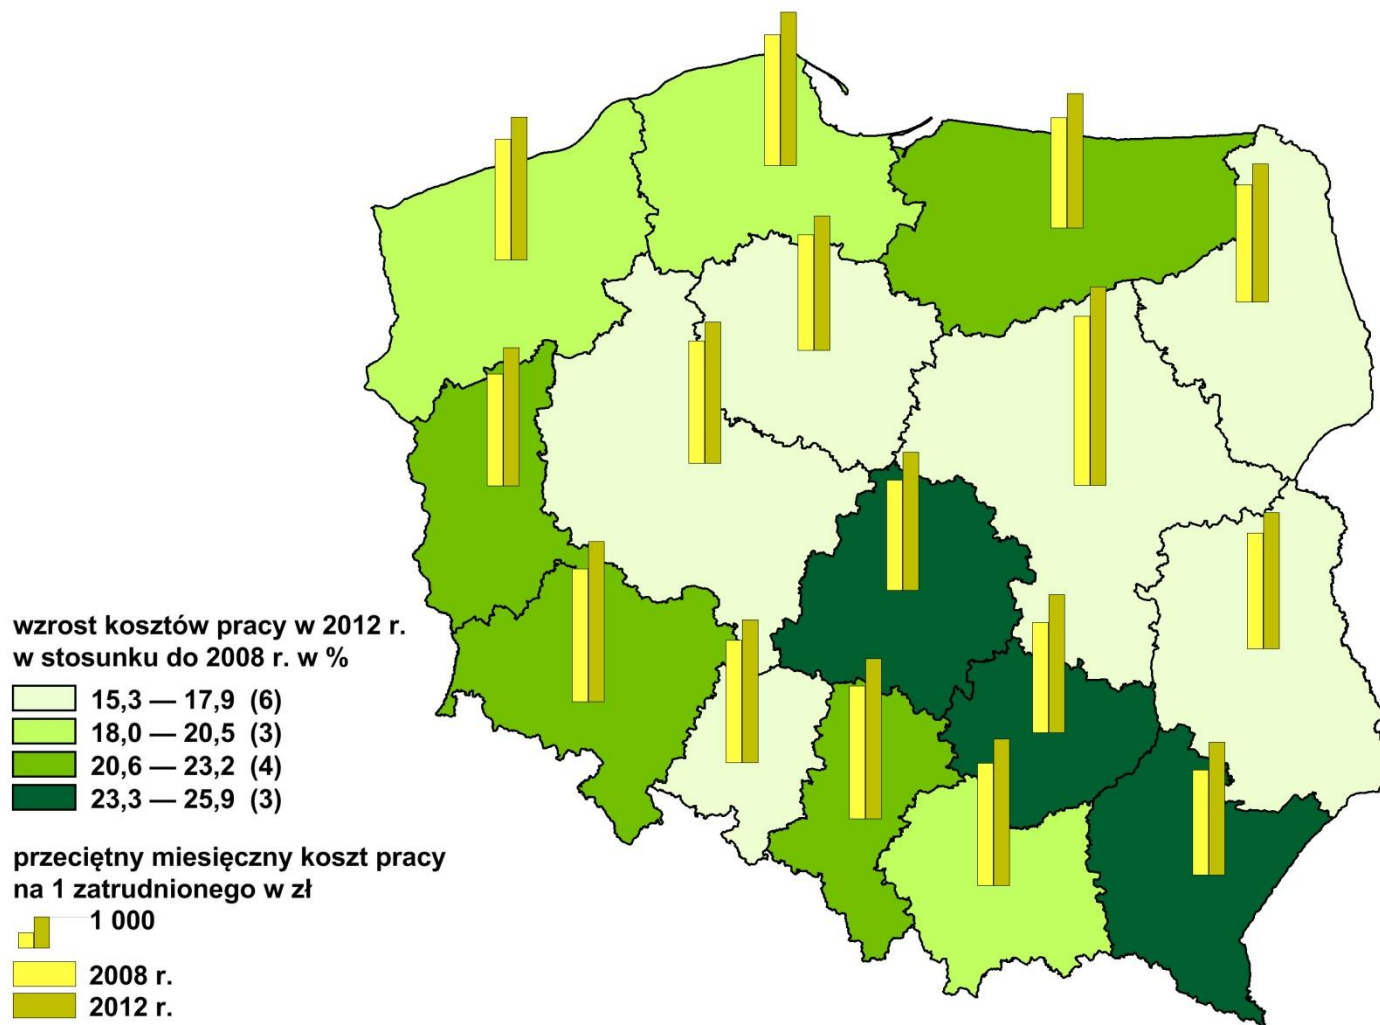 wzrost kosztów pracy w 2012 r.
w stosunku do 2008 r. w %
15,3 — 17,9 (6)
18,0 — 20,5 (3)
20,6 — 23,2 (4)
23,3 — 25,9 (3)
przeciętny miesięczny koszt pracy
na 1 zatrudnionego w zł
1 000
2008 r.
2012 r.